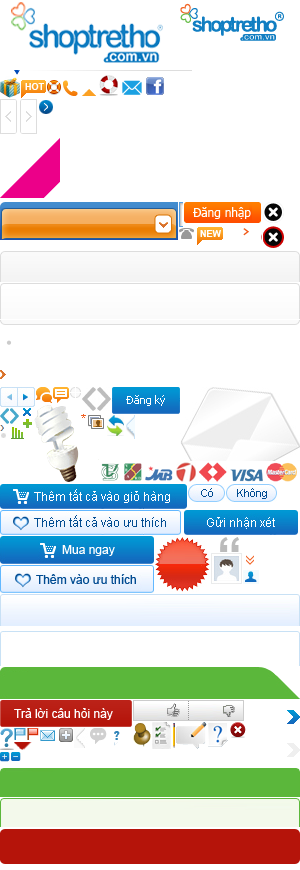 shoptretho®
.com.vn
shoptretho®
.com.vn
HOT
f
Đăng nhập
NEW
Đăng ký
MB
VISA
MasterCard
Thêm tất cả vào giỏ hàng
Có
Không
Thêm tất cả vào ưu thích
Gửi nhận xét
Mua ngay
Thêm vào ưu thích
Trả lời câu hỏi này